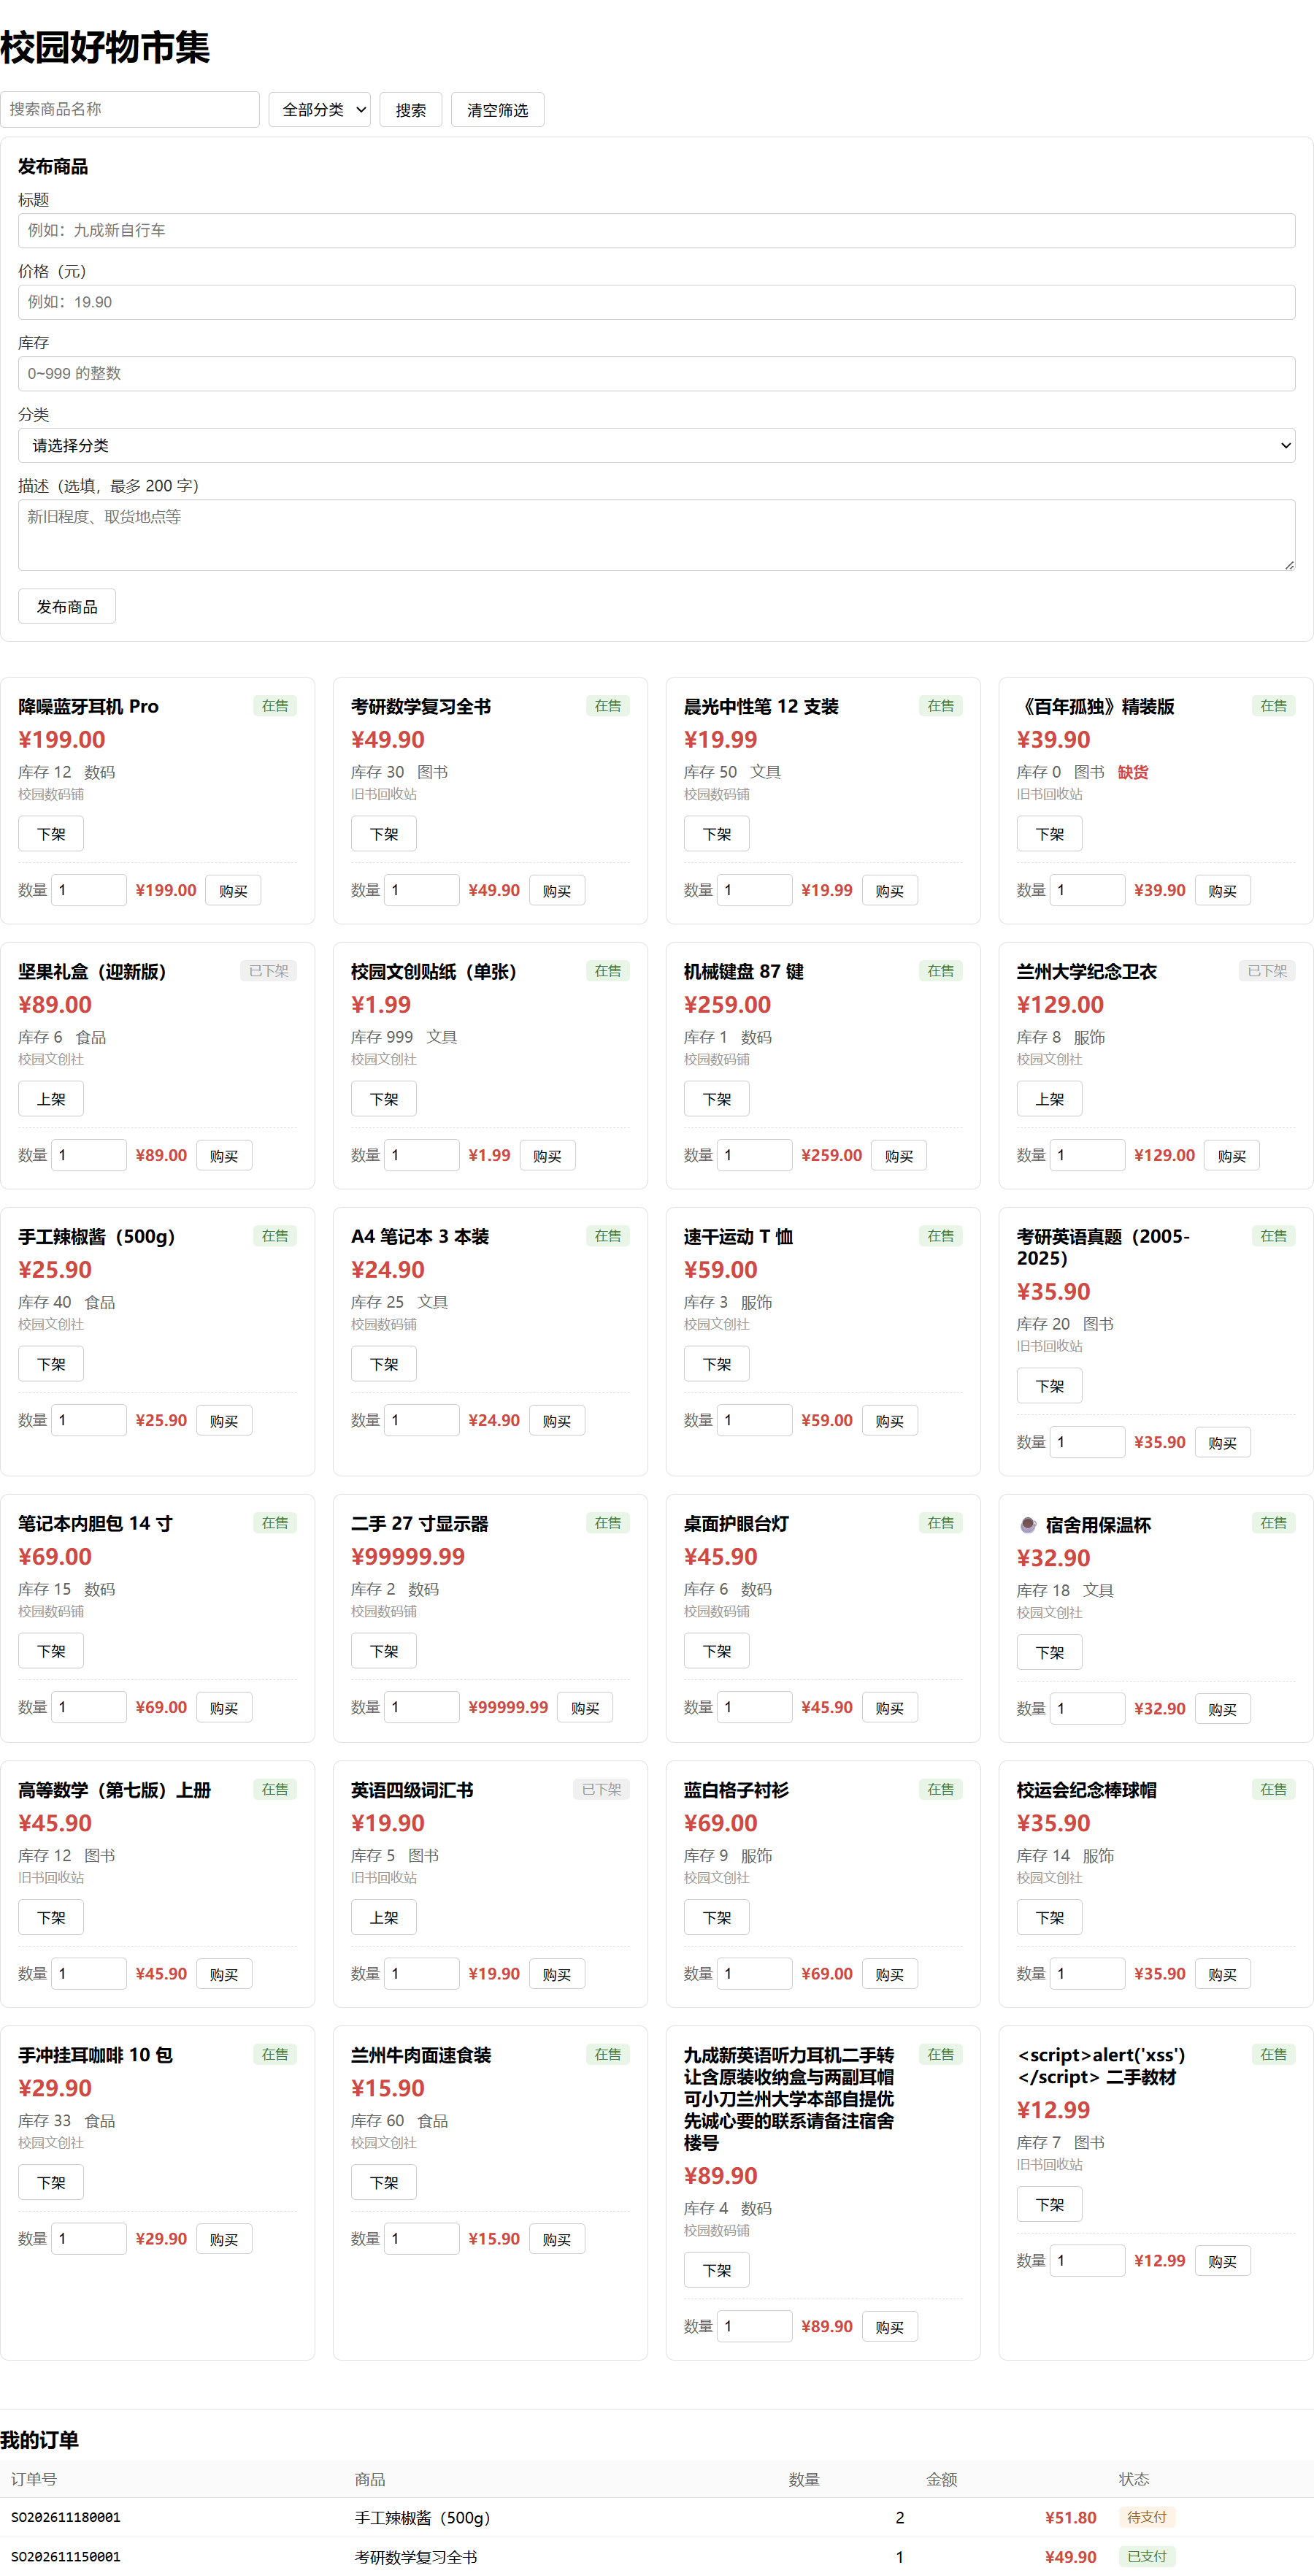 校园好物市集
搜索商品名称 全部分类 搜索 清空筛选
发布商品
标题
例如：九成新自行车
价格（元）
例如：19.90
库存
0~999 的整数
分类
请选择分类
描述（选填，最多 200 字）
新旧程度、取货地点等
发布商品
降噪蓝牙耳机 Pro 在售
¥199.00
库存 12 数码
校园数码铺
下架
数量 1 ¥199.00 购买
考研数学复习全书 在售
¥49.90
库存 30 图书
旧书回收站
下架
数量 1 ¥49.90 购买
晨光中性笔 12 支装 在售
¥19.99
库存 50 文具
校园数码铺
下架
数量 1 ¥19.99 购买
《百年孤独》精装版 在售
¥39.90
库存 0 图书 缺货
旧书回收站
下架
数量 1 ¥39.90 购买
坚果礼盒（迎新版） 已下架
¥89.00
库存 6 食品
校园文创社
上架
数量 1 ¥89.00 购买
校园文创贴纸（单张） 在售
¥1.99
库存 999 文具
校园文创社
下架
数量 1 ¥1.99 购买
机械键盘 87 键 在售
¥259.00
库存 1 数码
校园数码铺
下架
数量 1 ¥259.00 购买
兰州大学纪念卫衣 已下架
¥129.00
库存 8 服饰
校园文创社
上架
数量 1 ¥129.00 购买
手工辣椒酱（500g） 在售
¥25.90
库存 40 食品
校园文创社
下架
数量 1 ¥25.90 购买
A4 笔记本 3 本装 在售
¥24.90
库存 25 文具
校园数码铺
下架
数量 1 ¥24.90 购买
速干运动 T 恤 在售
¥59.00
库存 3 服饰
校园文创社
下架
数量 1 ¥59.00 购买
考研英语真题（2005- 在售
2025）
¥35.90
库存 20 图书
旧书回收站
下架
数量 1 ¥35.90 购买
笔记本内胆包 14 寸 在售
¥69.00
库存 15 数码
校园数码铺
下架
数量 1 ¥69.00 购买
二手 27 寸显示器 在售
¥99999.99
库存 2 数码
校园数码铺
下架
数量 1 ¥99999.99 购买
桌面护眼台灯 在售
¥45.90
库存 6 数码
校园数码铺
下架
数量 1 ¥45.90 购买
宿舍用保温杯 在售
¥32.90
库存 18 文具
校园文创社
下架
数量 1 ¥32.90 购买
高等数学（第七版）上册 在售
¥45.90
库存 12 图书
旧书回收站
下架
数量 1 ¥45.90 购买
英语四级词汇书 已下架
¥19.90
库存 5 图书
旧书回收站
上架
数量 1 ¥19.90 购买
蓝白格子衬衫 在售
¥69.00
库存 9 服饰
校园文创社
下架
数量 1 ¥69.00 购买
校运会纪念棒球帽 在售
¥35.90
库存 14 服饰
校园文创社
下架
数量 1 ¥35.90 购买
手冲挂耳咖啡 10 包 在售
¥29.90
库存 33 食品
校园文创社
下架
数量 1 ¥29.90 购买
兰州牛肉面速食装 在售
¥15.90
库存 60 食品
校园文创社
下架
数量 1 ¥15.90 购买
九成新英语听力耳机二手转 在售
让含原装收纳盒与两副耳帽
可小刀兰州大学本部自提优
先诚心要的联系请备注宿舍
楼号
¥89.90
库存 4 数码
校园数码铺
下架
数量 1 ¥89.90 购买
&lt;script&gt;alert('xss') 在售
&lt;/script&gt; 二手教材
¥12.99
库存 7 图书
旧书回收站
下架
数量 1 ¥12.99 购买
我的订单
订单号 商品 数量 金额 状态
SO202611180001 手工辣椒酱（500g） 2 ¥51.80 待支付
SO202611150001 考研数学复习全书 1 ¥49.90 已支付